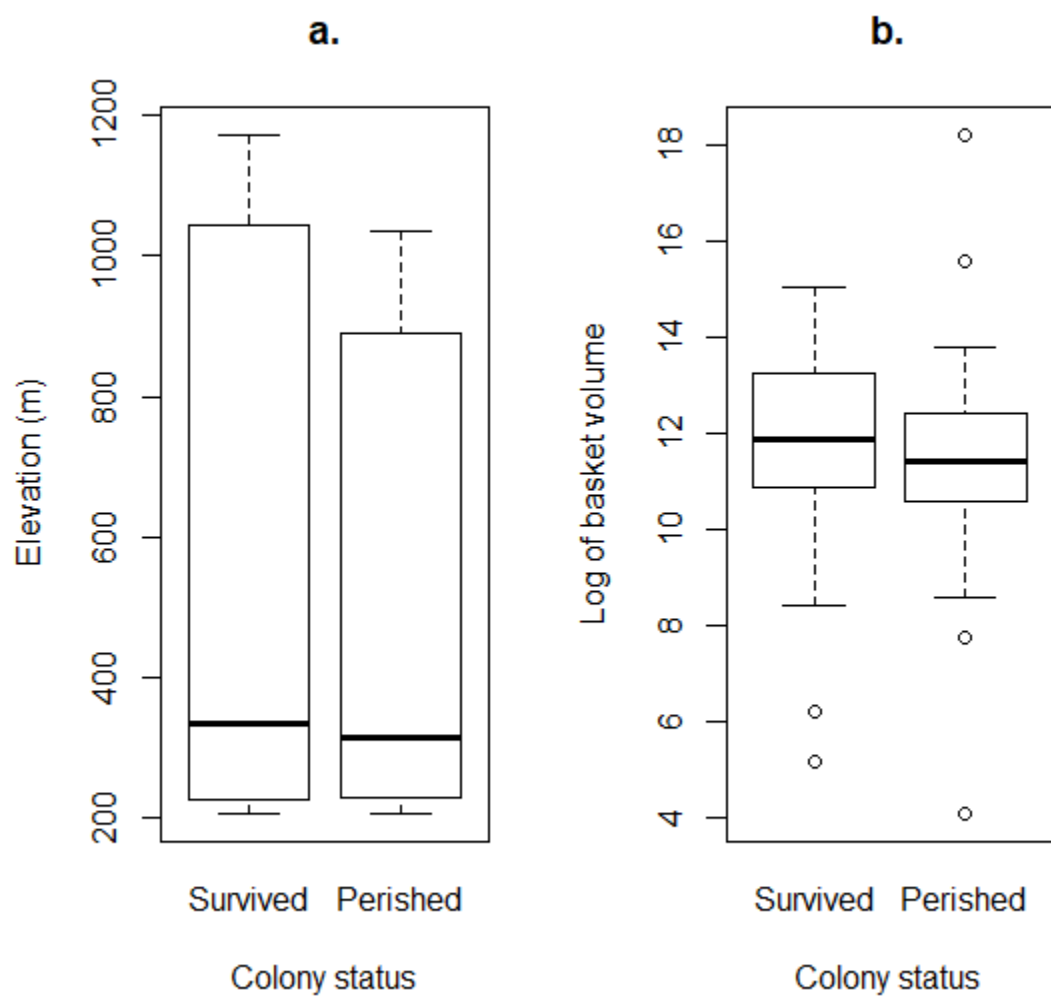 a.
Elevation (m)
1200
1000
800
600
400
200
Survived Perished
Colony status
b.
Log of basket volume
18
16
14
12
10
8
6
4
Survived Perished
Colony status